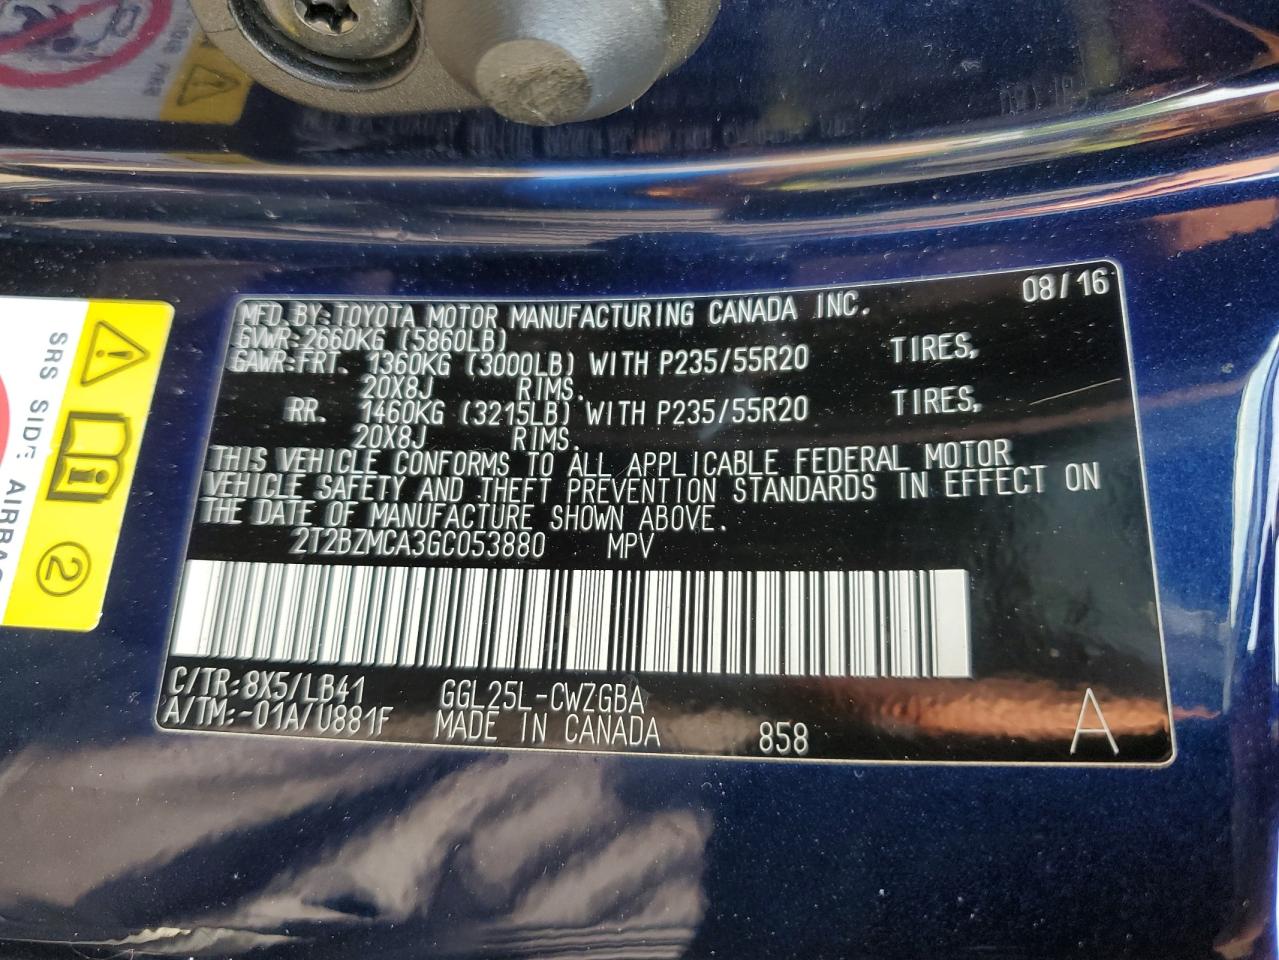 08/16
MFD.BY:TOYOTA MOTOR MANUFACTURING CANADA INC.
GVWR:2660KG (5860LB)
GAWR:FRT. 1360KG (3000LB) WITH P235/55R20 TIRES,
20X8J RIMS.
RR. 1460KG (3215LB) WITH P235/55R20 TIRES,
20X8J RIMS.
THIS VEHICLE CONFORMS TO ALL APPLICABLE FEDERAL MOTOR
VEHICLE SAFETY AND THEFT PREVENTION STANDARDS IN EFFECT ON
THE DATE OF MANUFACTURE SHOWN ABOVE.
2T2BZMCA3GC053880 MPV
C/TR:8X5/LB41 GGL25L-CWZGBA
A/TM:-01A/U881F MADE IN CANADA 858 A
SRS SIDE AIRBAG
2